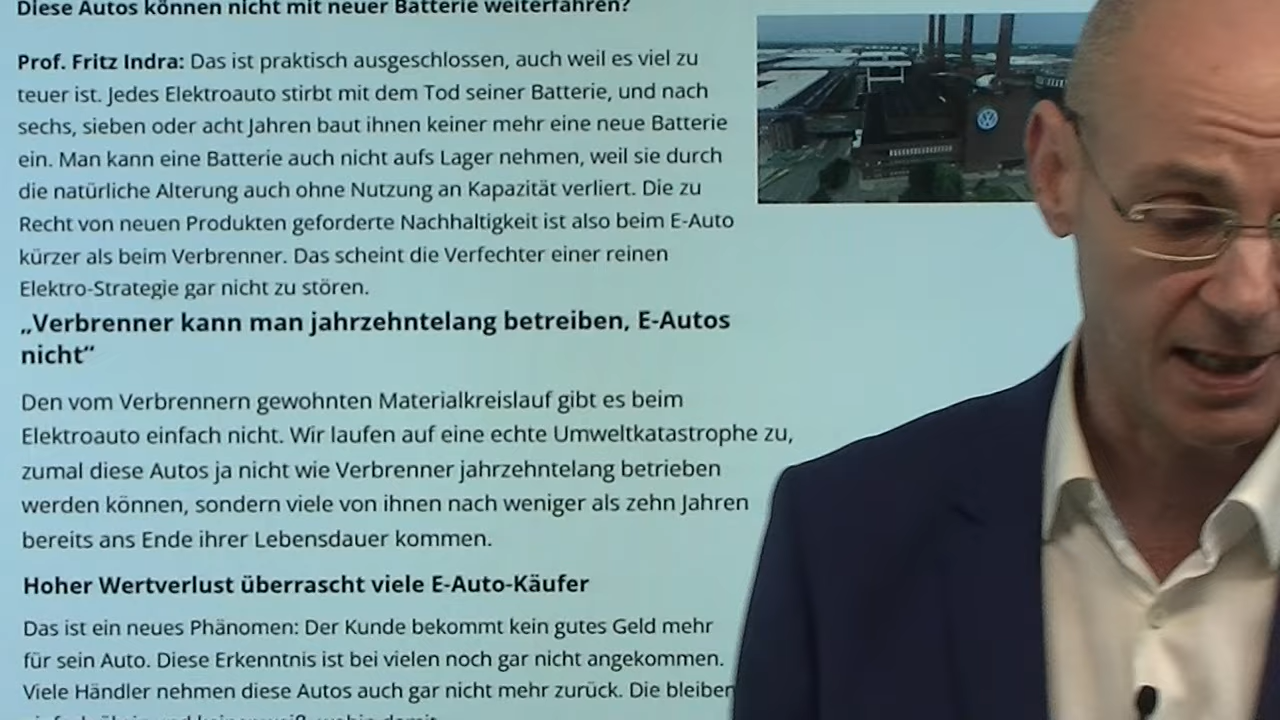 Diese Autos können nicht mit neuer Batterie weiterfahren?
Prof. Fritz Indra: Das ist praktisch ausgeschlossen, auch weil es viel zu
teuer ist. Jedes Elektroauto stirbt mit dem Tod seiner Batterie, und nach
sechs, sieben oder acht Jahren baut ihnen keiner mehr eine neue Batterie
ein. Man kann eine Batterie auch nicht aufs Lager nehmen, weil sie durch
die natürliche Alterung auch ohne Nutzung an Kapazität verliert. Die zu
Recht von neuen Produkten geforderte Nachhaltigkeit ist also beim E-Auto
kürzer als beim Verbrenner. Das scheint die Verfechter einer reinen
Elektro-Strategie gar nicht zu stören.
„Verbrenner kann man jahrzehntelang betreiben, E-Autos
nicht“
Den vom Verbrennern gewohnten Materialkreislauf gibt es beim
Elektroauto einfach nicht. Wir laufen auf eine echte Umweltkatastrophe zu,
zumal diese Autos ja nicht wie Verbrenner jahrzehntelang betrieben
werden können, sondern viele von ihnen nach weniger als zehn Jahren
bereits ans Ende ihrer Lebensdauer kommen.
Hoher Wertverlust überrascht viele E-Auto-Käufer
Das ist ein neues Phänomen: Der Kunde bekommt kein gutes Geld mehr
für sein Auto. Diese Erkenntnis ist bei vielen noch gar nicht angekommen.
Viele Händler nehmen diese Autos auch gar nicht mehr zurück. Die bleiben